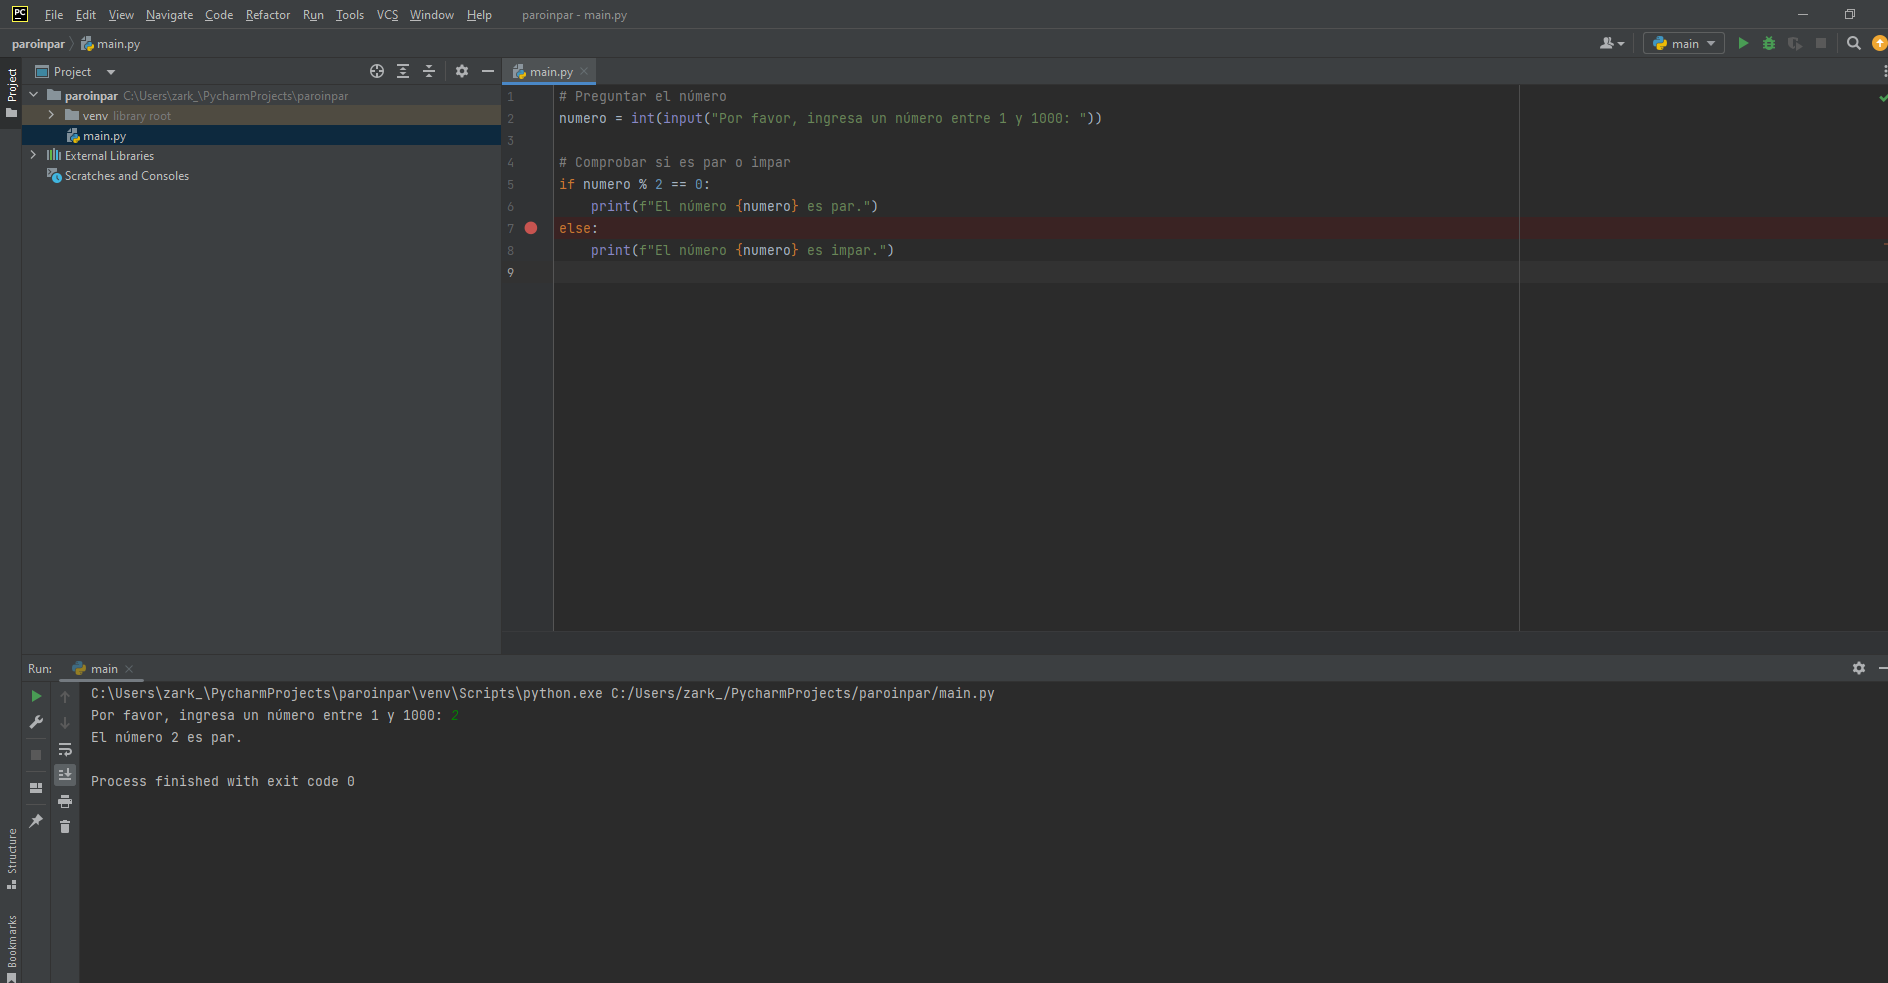 PC File Edit View Navigate Code Refactor Run Tools VCS Window Help paroinpar - main.py
paroinpar main.py main
Project
Project
main.py
paroinpar C:\Users\zark_\PycharmProjects\paroinpar
venv library root
main.py
External Libraries
Scratches and Consoles
1 # Preguntar el número
2 numero = int(input("Por favor, ingresa un número entre 1 y 1000: "))
3
4 # Comprobar si es par o impar
5 if numero % 2 == 0:
6     print(f"El número {numero} es par.")
7 else:
8     print(f"El número {numero} es impar.")
9
Run: main
C:\Users\zark_\PycharmProjects\paroinpar\venv\Scripts\python.exe C:/Users/zark_/PycharmProjects/paroinpar/main.py
Por favor, ingresa un número entre 1 y 1000: 2
El número 2 es par.
Process finished with exit code 0
Structure
Bookmarks